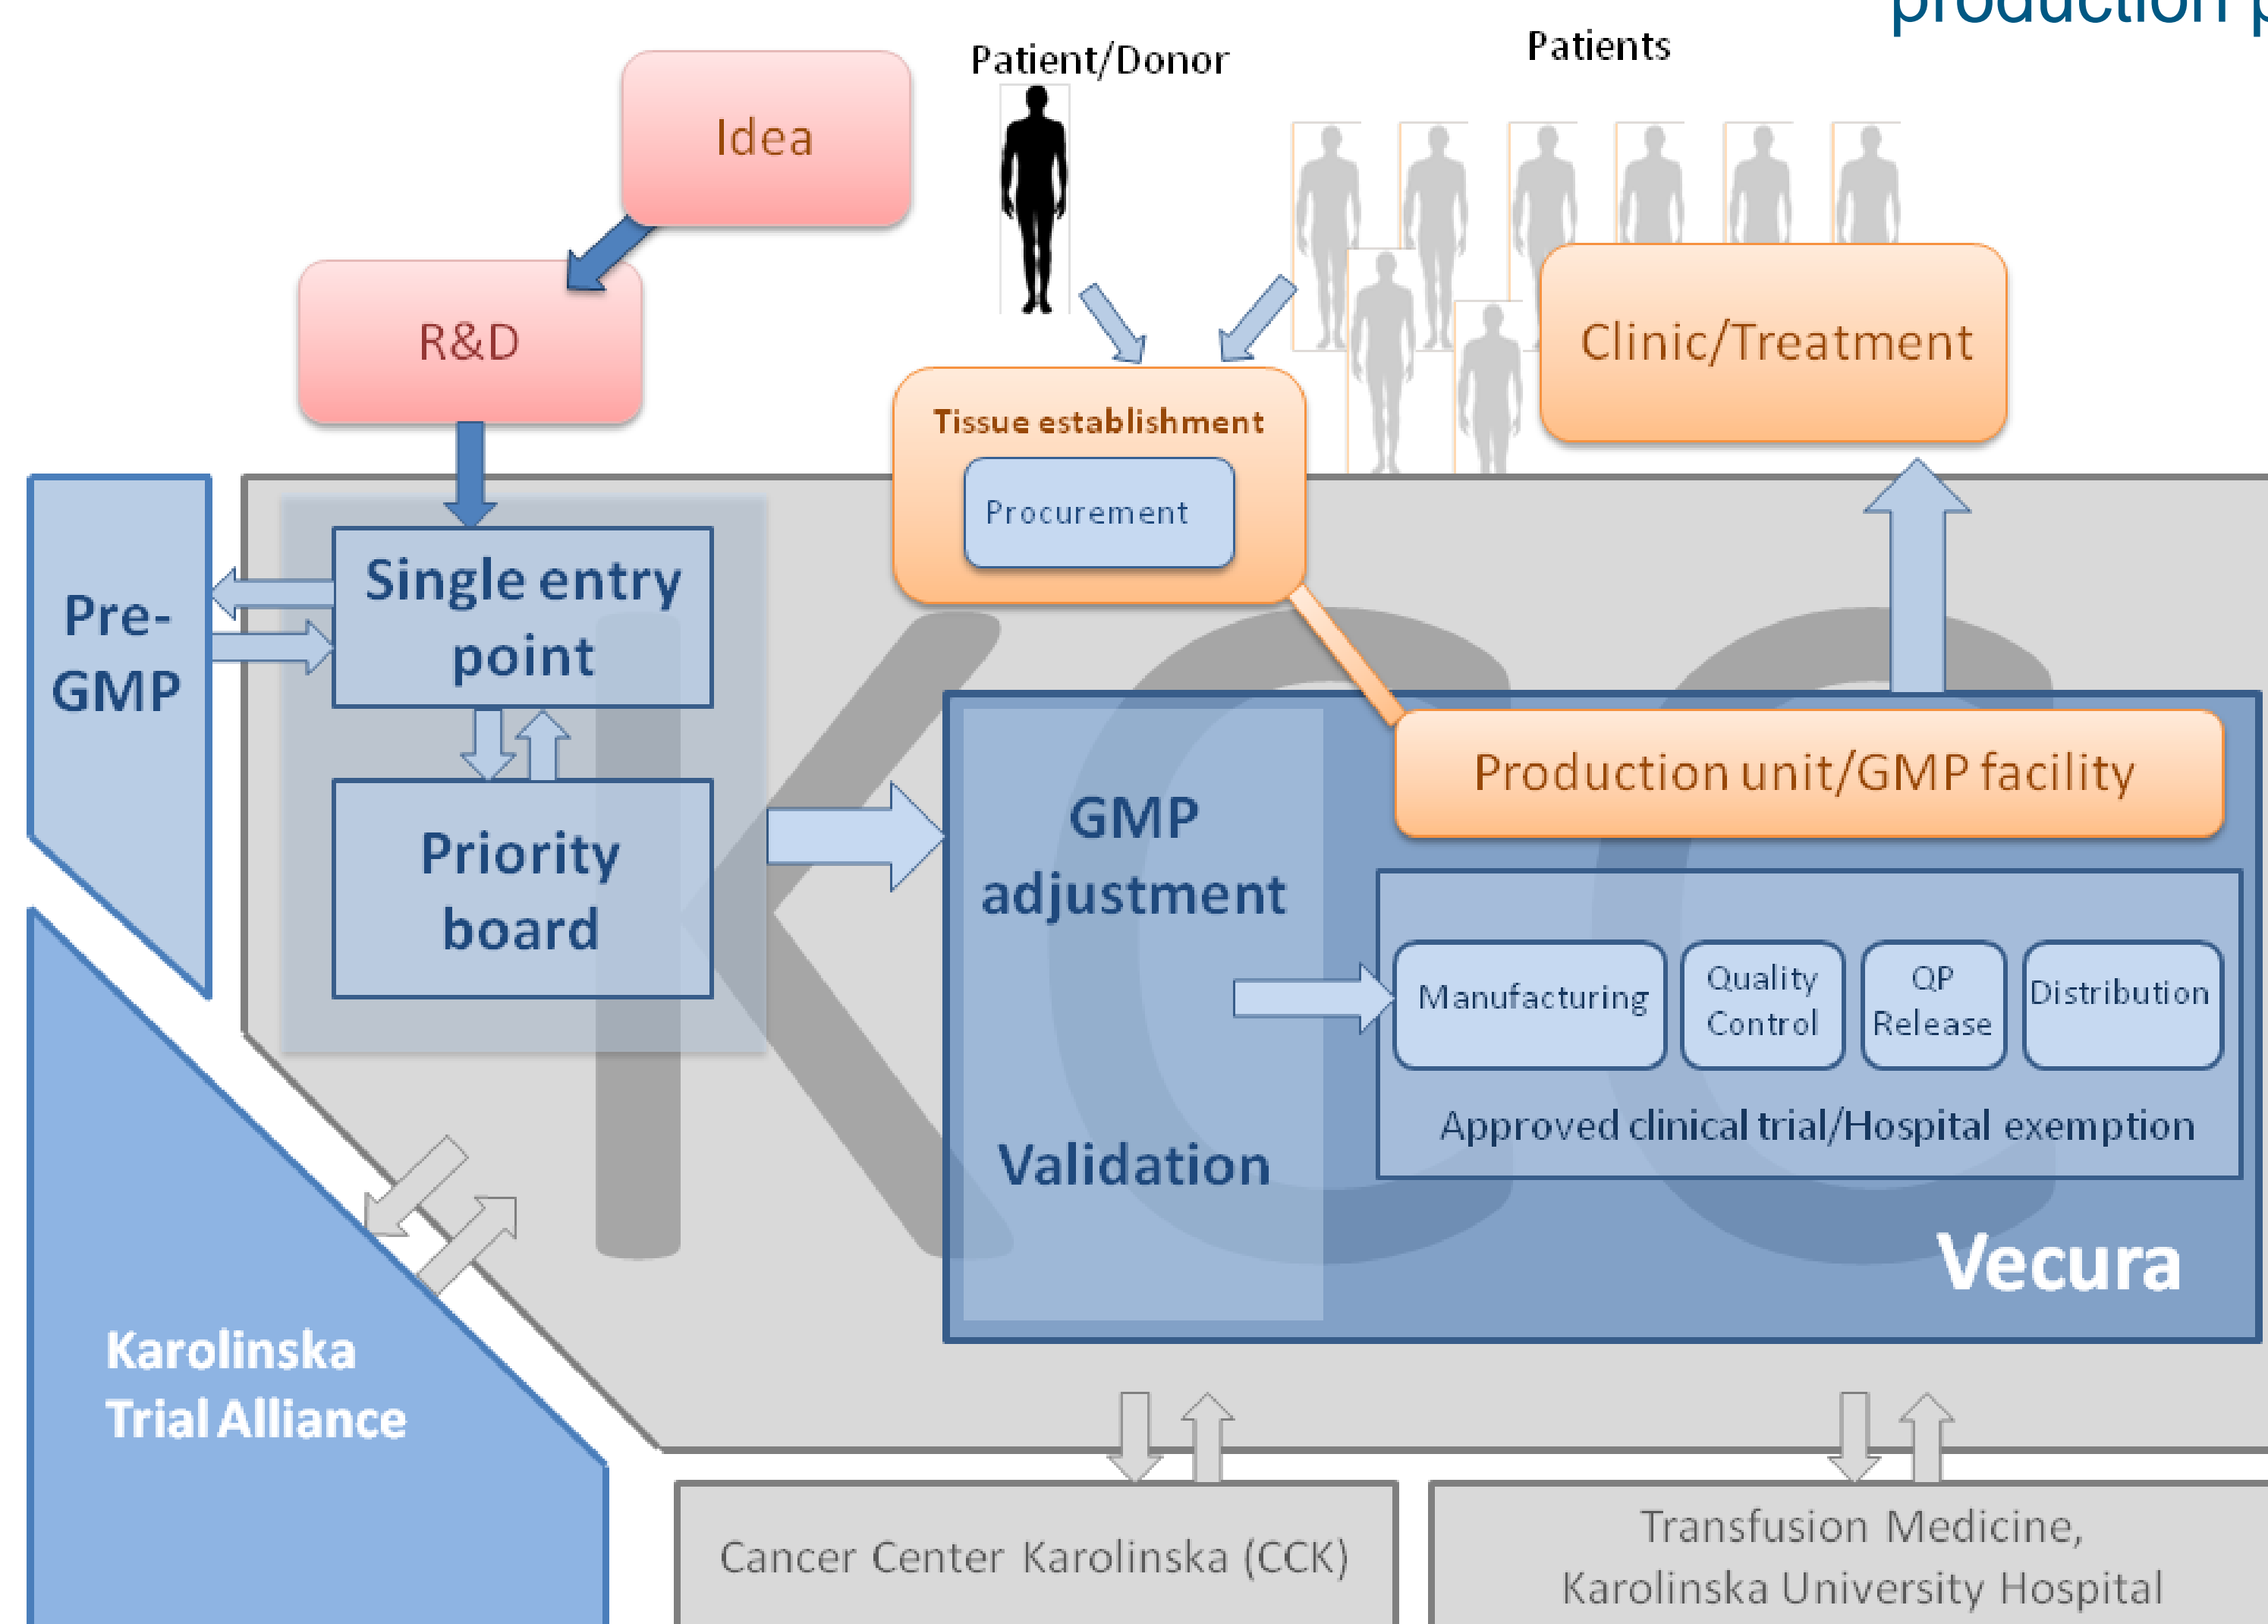 production p
Patient/Donor
Patients
Idea
R&D
Clinic/Treatment
Tissue establishment
Procurement
Pre-
GMP
Single entry
point
Priority
board
KCC
Production unit/GMP facility
GMP
adjustment
Validation
Manufacturing
Quality
Control
QP
Release
Distribution
Approved clinical trial/Hospital exemption
Vecura
Karolinska
Trial Alliance
Cancer Center Karolinska (CCK)
Transfusion Medicine,
Karolinska University Hospital